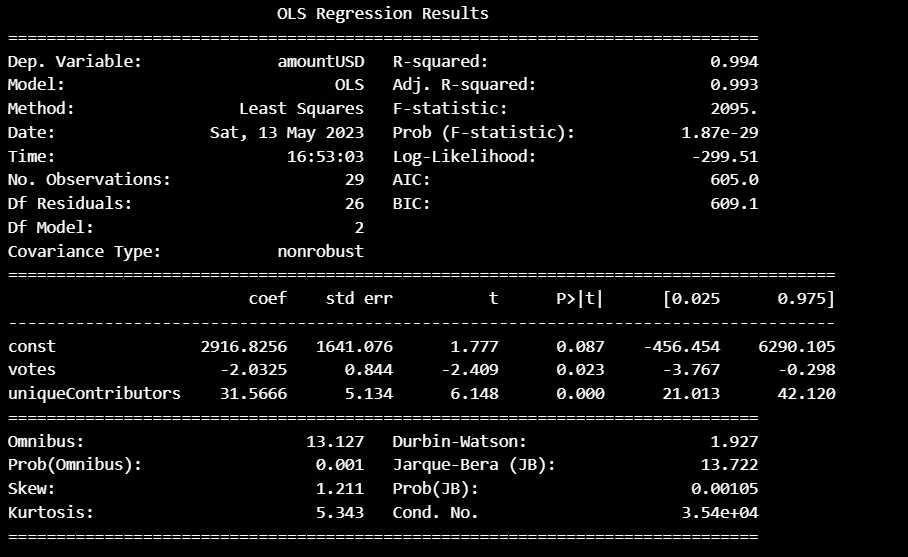 OLS Regression Results
==============================================================================
Dep. Variable: amountUSD R-squared: 0.994
Model: OLS Adj. R-squared: 0.993
Method: Least Squares F-statistic: 2095.
Date: Sat, 13 May 2023 Prob (F-statistic): 1.87e-29
Time: 16:53:03 Log-Likelihood: -299.51
No. Observations: 29 AIC: 605.0
Df Residuals: 26 BIC: 609.1
Df Model: 2
Covariance Type: nonrobust
======================================================================================
coef std err t P>|t| [0.025 0.975]
--------------------------------------------------------------------------------------
const 2916.8256 1641.076 1.777 0.087 -456.454 6290.105
votes -2.0325 0.844 -2.409 0.023 -3.767 -0.298
uniqueContributors 31.5666 5.134 6.148 0.000 21.013 42.120
==============================================================================
Omnibus: 13.127 Durbin-Watson: 1.927
Prob(Omnibus): 0.001 Jarque-Bera (JB): 13.722
Skew: 1.211 Prob(JB): 0.00105
Kurtosis: 5.343 Cond. No. 3.54e+04
==============================================================================